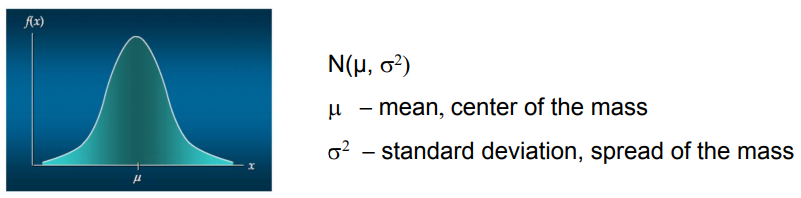 f(x)
x
μ
N(μ, σ²)
μ – mean, center of the mass
σ² – standard deviation, spread of the mass